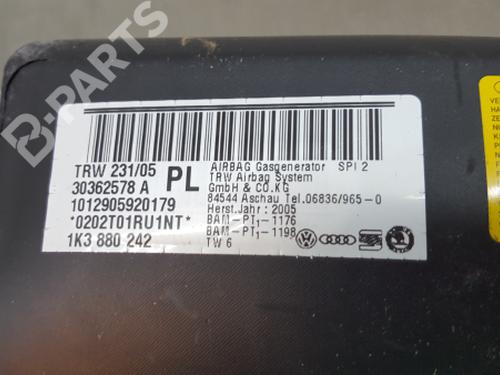 B-PARTS
TRW 231/05
30362578 A
PL
1012905920179
*0202T01RU1NT*
1K3 880 242
AIRBAG Gasgenerator SPI 2
TRW Airbag System
GmbH & CO.KG
84544 Aschau Tel.06836/965-0
Herst.Jahr: 2005
BAM-PT1-1176
BAM-PT1-1198
TW 6